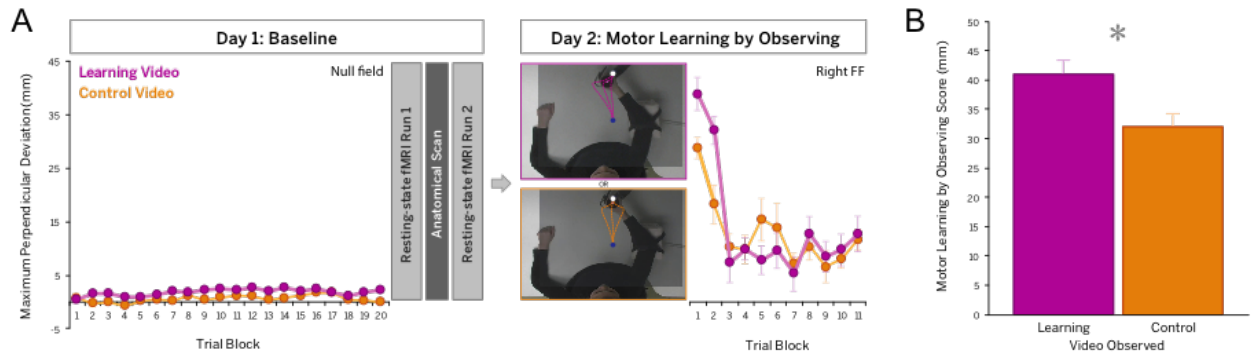 A
Day 1: Baseline
Day 2: Motor Learning by Observing
B
Maximum Perpendicular Deviation(mm)
45
35
25
15
5
-5
Learning Video
Control Video
Null field
1 2 3 4 5 6 7 8 9 10 11 12 13 14 15 16 17 18 19 20
Trial Block
Resting-state fMRI Run 1
Anatomical Scan
Resting-state fMRI Run 2
OR
Right FF
1 2 3 4 5 6 7 8 9 10 11
Trial Block
Motor Learning by Observing Score (mm)
50
45
40
35
30
25
20
15
10
5
0
*
Learning Control
Video Observed